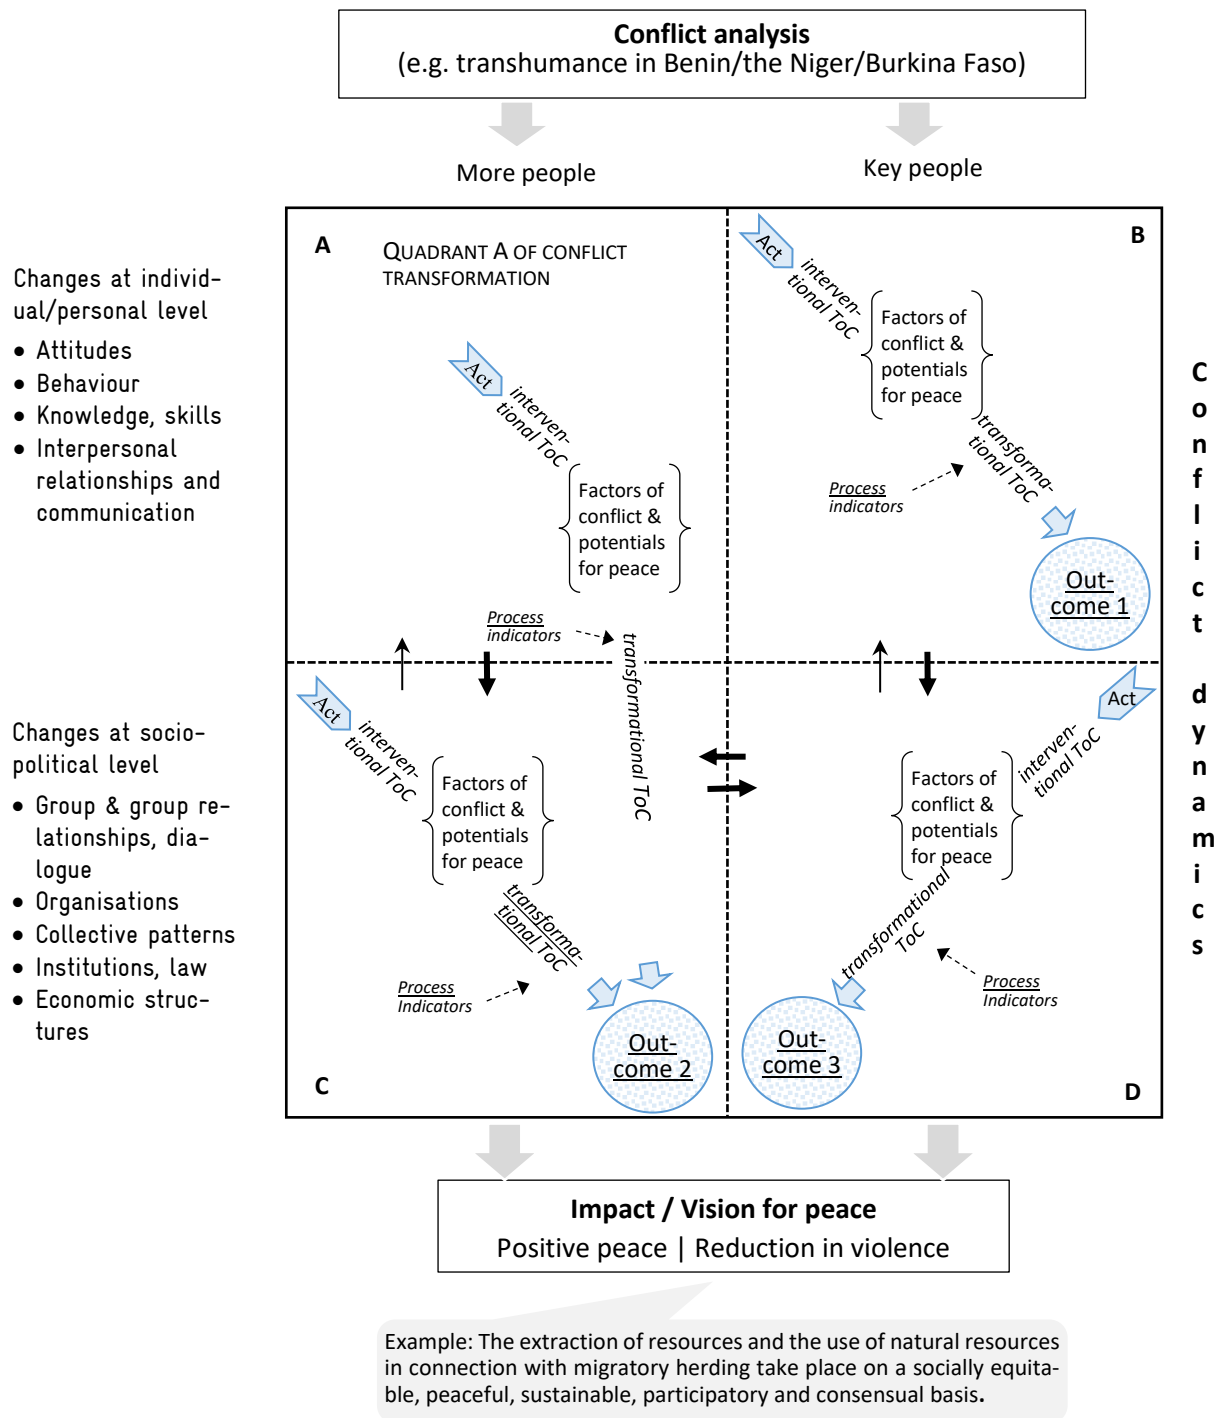 Conflict analysis
(e.g. transhumance in Benin/the Niger/Burkina Faso)
More people
Key people
Changes at individ-
ual/personal level
• Attitudes
• Behaviour
• Knowledge, skills
• Interpersonal
relationships and
communication
A
QUADRANT A OF CONFLICT
TRANSFORMATION
Act
interven-
tional ToC
Factors of
conflict &
potentials
for peace
Process
indicators
transformational ToC
B
Act
interven-
tional ToC
Factors of
conflict &
potentials
for peace
transforma-
tional ToC
Process
indicators
Out-
come 1
Conflict dynamics
Changes at socio-
political level
• Group & group re-
lationships, dia-
logue
• Organisations
• Collective patterns
• Institutions, law
• Economic struc-
tures
Act
interven-
tional ToC
Factors of
conflict &
potentials
for peace
transforma-
tional ToC
Process
Indicators
Out-
come 2
C
Act
interven-
tional ToC
Factors of
conflict &
potentials
for peace
transformational
ToC
Process
Indicators
Out-
come 3
D
Impact / Vision for peace
Positive peace | Reduction in violence
Example: The extraction of resources and the use of natural resources
in connection with migratory herding take place on a socially equita-
ble, peaceful, sustainable, participatory and consensual basis.